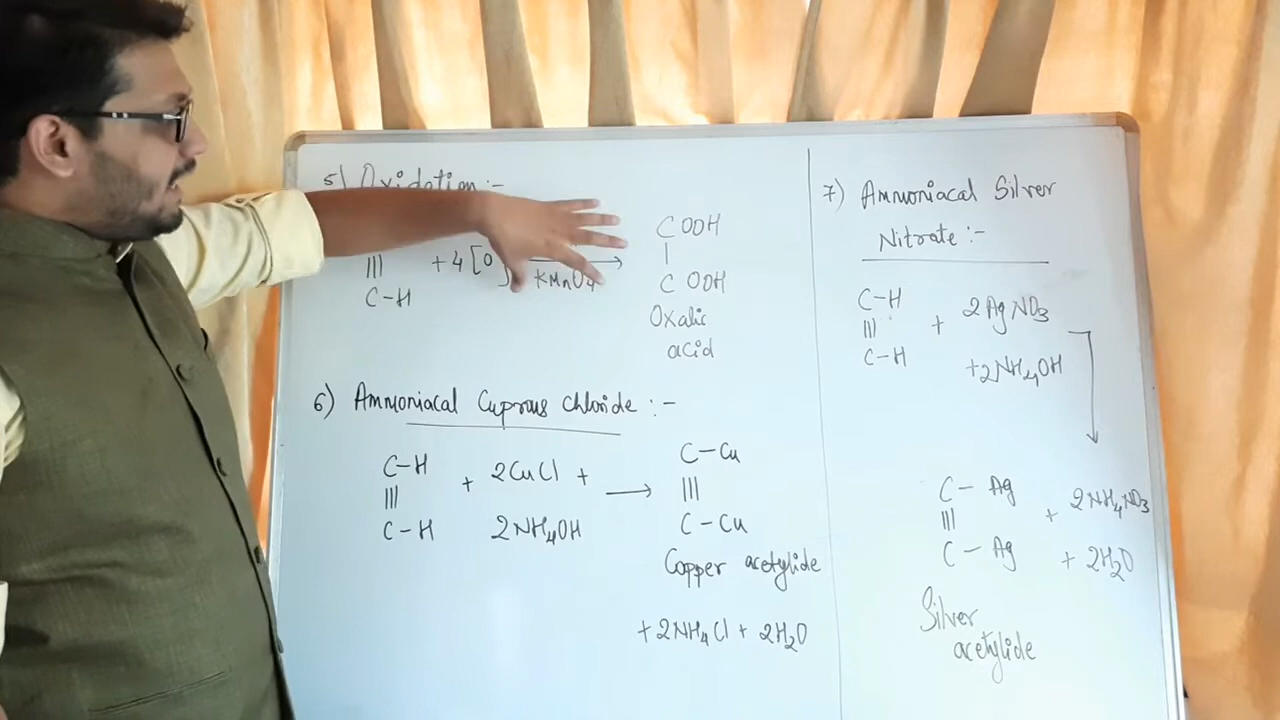 5) Oxidation :-
||| + 4 [O] KMnO4
C-H
COOH
|
COOH
Oxalic
acid
6) Ammoniacal Cuprous Chloride :-
C-H
||| + 2CuCl +
C-H 2NH4OH
C-Cu
|||
C-Cu
Copper acetylide
+ 2NH4Cl + 2H2O
7) Ammoniacal Silver
Nitrate :-
C-H
||| + 2AgNO3
C-H +2NH4OH
C- Ag
||| + 2NH4NO3
C- Ag + 2H2O
Silver
acetylide